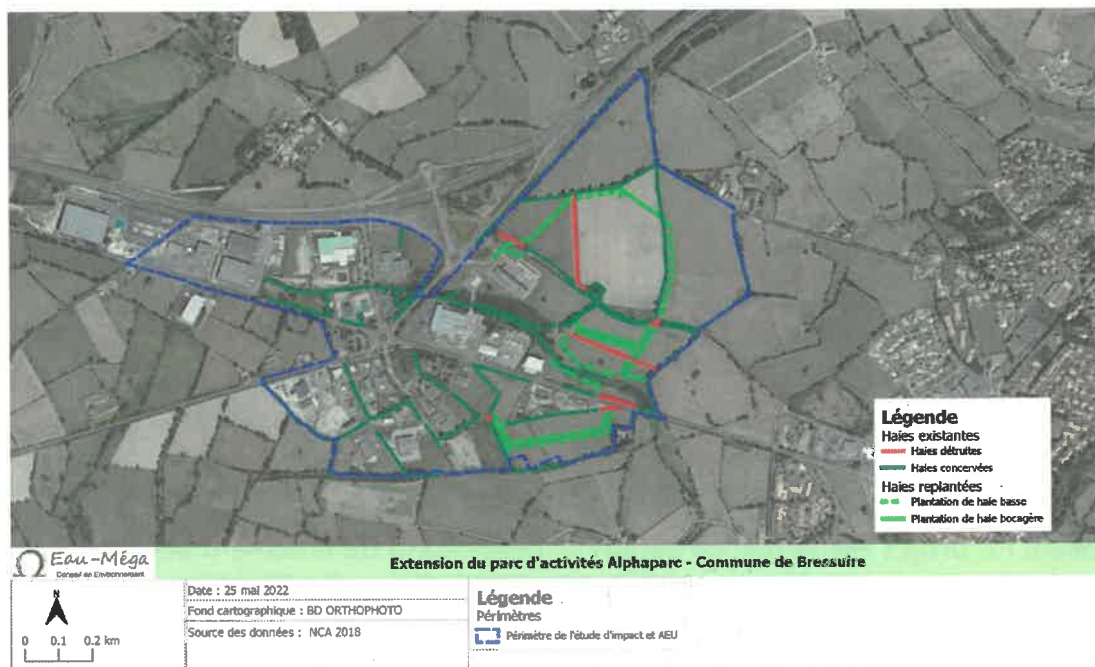 Légende
Haies existantes
Haies détruites
Haies concervées
Haies replantées
Plantation de haie basse
Plantation de haie bocagère
Eau-Méga
Conseil en Environnement
Extension du parc d'activités Alphaparc - Commune de Bressuire
N
0 0.1 0.2 km
Date : 25 mai 2022
Fond cartographique : BD ORTHOPHOTO
Source des données : NCA 2018
Légende
Périmètres
Périmètre de l'étude d'impact et AEU